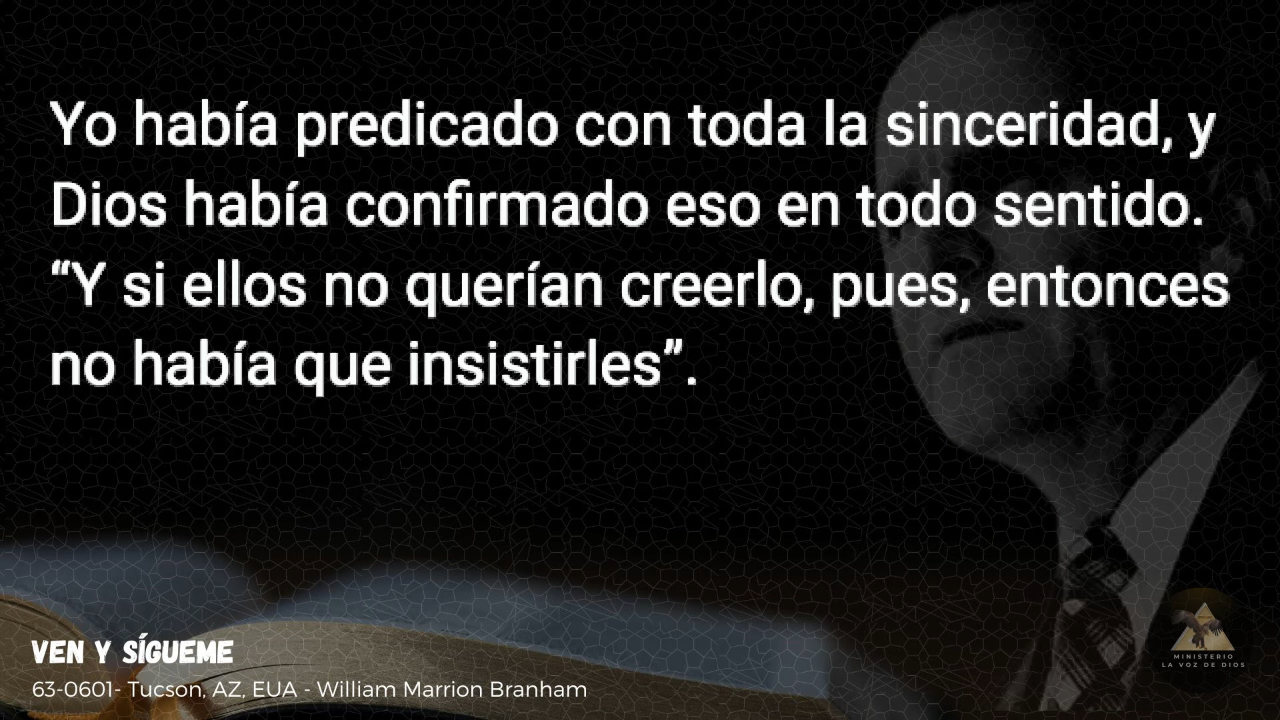 Yo había predicado con toda la sinceridad, y
Dios había confirmado eso en todo sentido.
“Y si ellos no querían creerlo, pues, entonces
no había que insistirles”.
VEN Y SÍGUEME
63-0601- Tucson, AZ, EUA - William Marrion Branham
MINISTERIO
LA VOZ DE DIOS